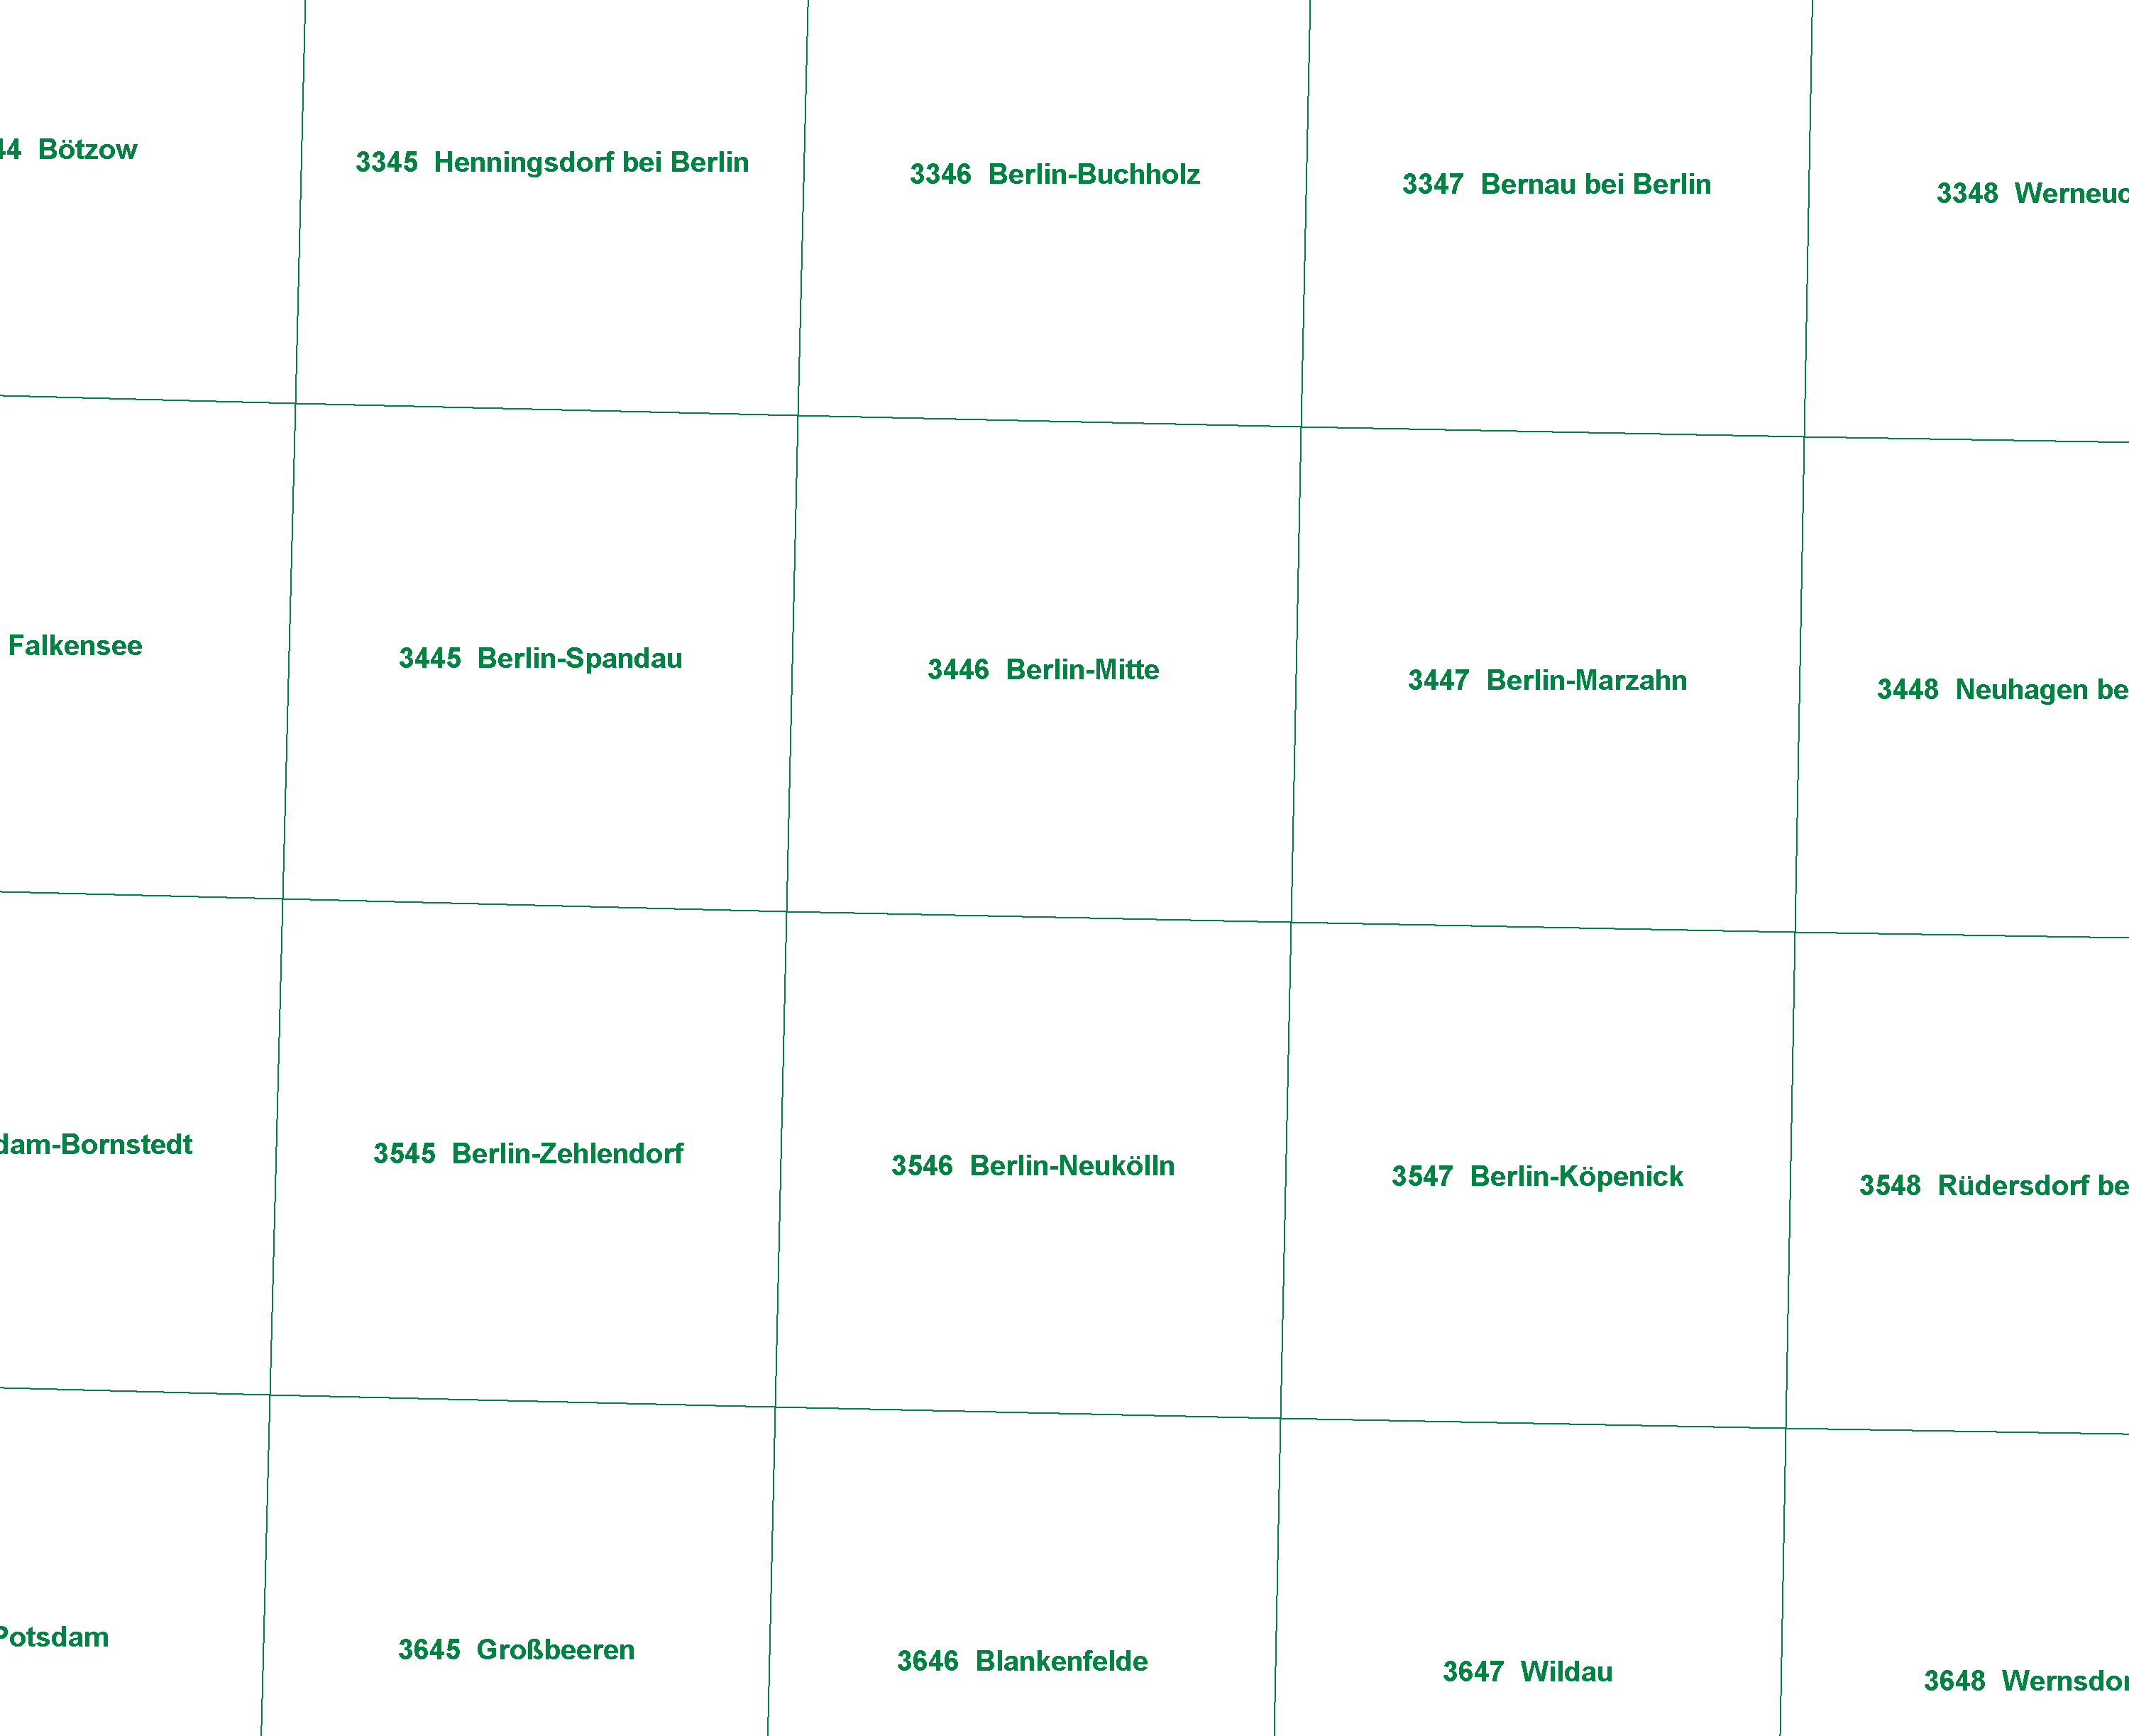 44 Bötzow
3345 Henningsdorf bei Berlin
3346 Berlin-Buchholz
3347 Bernau bei Berlin
3348 Werneuc
Falkensee
3445 Berlin-Spandau
3446 Berlin-Mitte
3447 Berlin-Marzahn
3448 Neuhagen be
dam-Bornstedt
3545 Berlin-Zehlendorf
3546 Berlin-Neukölln
3547 Berlin-Köpenick
3548 Rüdersdorf be
Potsdam
3645 Großbeeren
3646 Blankenfelde
3647 Wildau
3648 Wernsdor